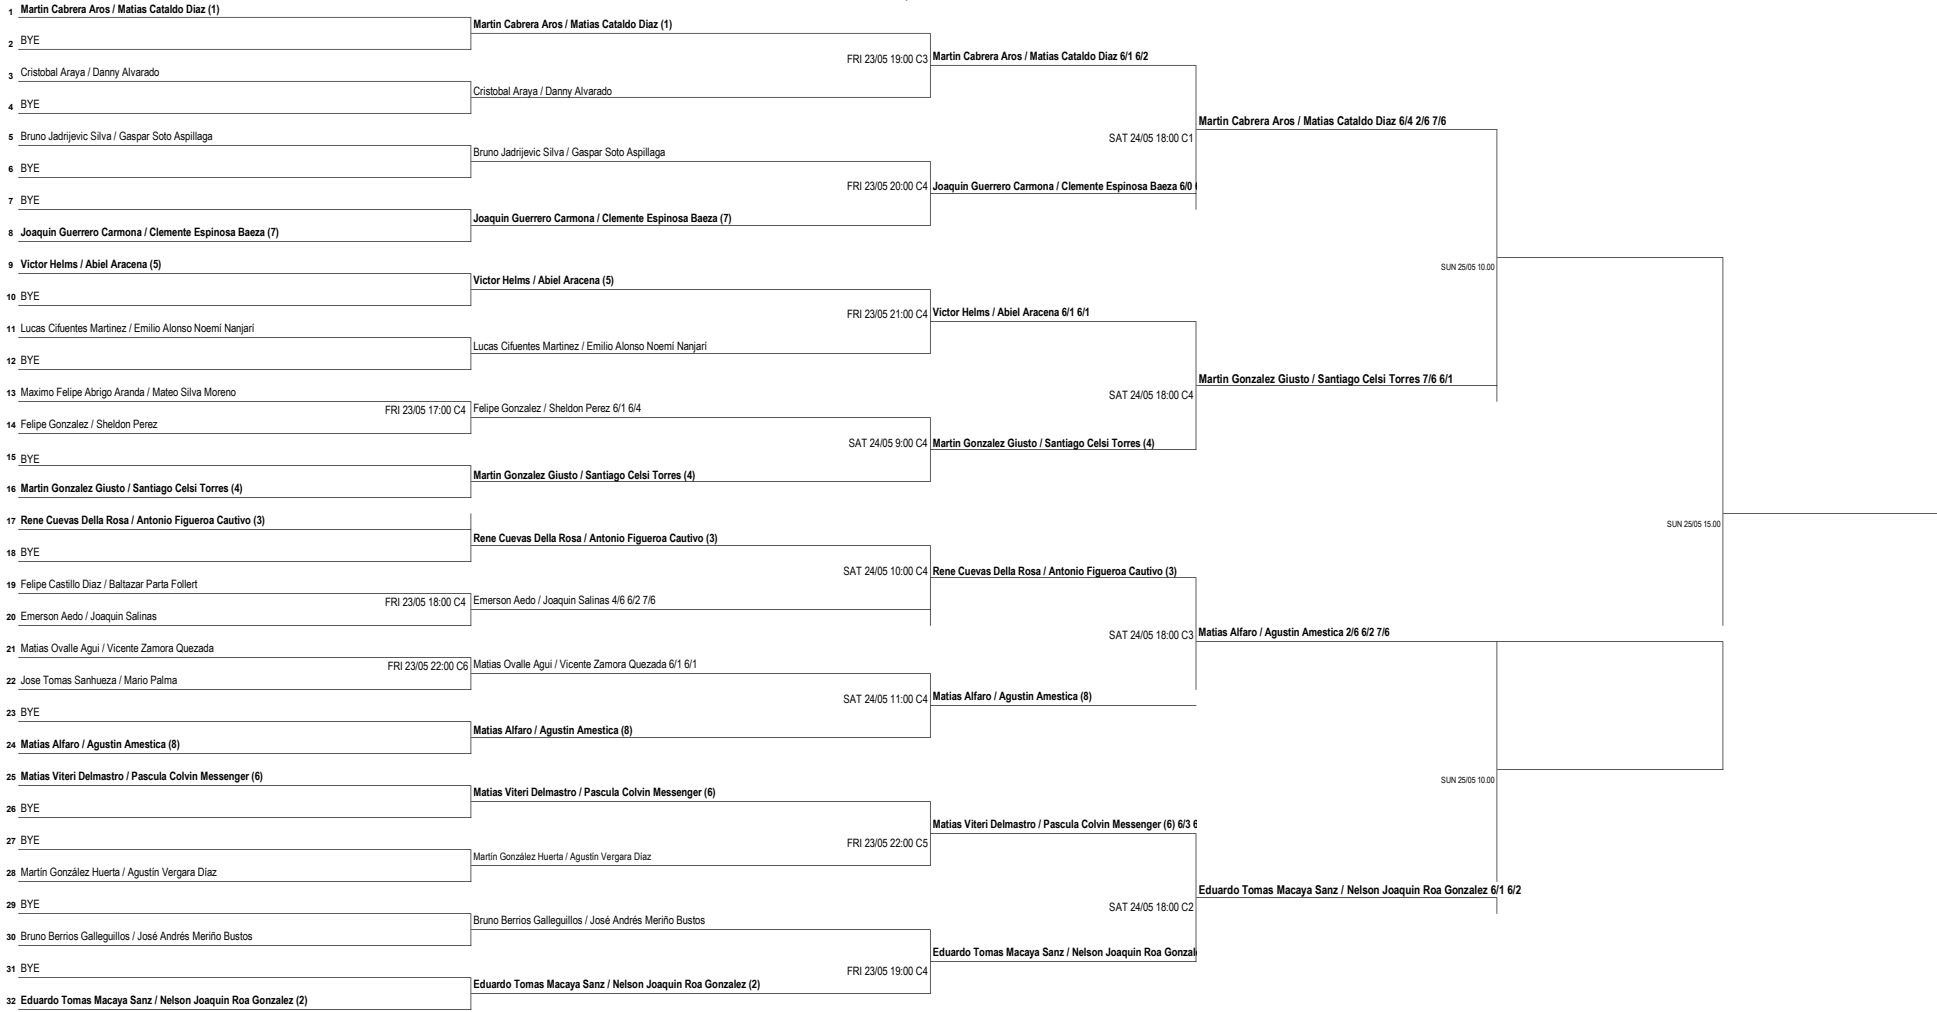 1 Martin Cabrera Aros / Matias Cataldo Diaz (1)
2 BYE
3 Cristobal Araya / Danny Alvarado
4 BYE
5 Bruno Jadrijevic Silva / Gaspar Soto Aspillaga
6 BYE
7 BYE
8 Joaquin Guerrero Carmona / Clemente Espinosa Baeza (7)
9 Victor Helms / Abiel Aracena (5)
10 BYE
11 Lucas Cifuentes Martinez / Emilio Alonso Noemí Nanjarí
12 BYE
13 Maximo Felipe Abrigo Aranda / Mateo Silva Moreno
FRI 23/05 17:00 C4
14 Felipe Gonzalez / Sheldon Perez
15 BYE
16 Martin Gonzalez Giusto / Santiago Celsi Torres (4)
17 Rene Cuevas Della Rosa / Antonio Figueroa Cautivo (3)
18 BYE
19 Felipe Castillo Diaz / Baltazar Parta Follert
FRI 23/05 18:00 C4
20 Emerson Aedo / Joaquin Salinas
21 Matias Ovalle Agui / Vicente Zamora Quezada
FRI 23/05 22:00 C6
22 Jose Tomas Sanhueza / Mario Palma
23 BYE
24 Matias Alfaro / Agustin Amestica (8)
25 Matias Viteri Delmastro / Pascula Colvin Messenger (6)
26 BYE
27 BYE
28 Martín González Huerta / Agustín Vergara Díaz
29 BYE
30 Bruno Berrios Galleguillos / José Andrés Meriño Bustos
31 BYE
32 Eduardo Tomas Macaya Sanz / Nelson Joaquin Roa Gonzalez (2)
Martin Cabrera Aros / Matias Cataldo Diaz (1)
FRI 23/05 19:00 C3
Cristobal Araya / Danny Alvarado
Bruno Jadrijevic Silva / Gaspar Soto Aspillaga
FRI 23/05 20:00 C4
Joaquin Guerrero Carmona / Clemente Espinosa Baeza (7)
Victor Helms / Abiel Aracena (5)
FRI 23/05 21:00 C4
Lucas Cifuentes Martinez / Emilio Alonso Noemí Nanjarí
Felipe Gonzalez / Sheldon Perez 6/1 6/4
SAT 24/05 9:00 C4
Martin Gonzalez Giusto / Santiago Celsi Torres (4)
Rene Cuevas Della Rosa / Antonio Figueroa Cautivo (3)
SAT 24/05 10:00 C4
Emerson Aedo / Joaquin Salinas 4/6 6/2 7/6
Matias Ovalle Agui / Vicente Zamora Quezada 6/1 6/1
SAT 24/05 11:00 C4
Matias Alfaro / Agustin Amestica (8)
Matias Viteri Delmastro / Pascula Colvin Messenger (6)
FRI 23/05 22:00 C5
Martín González Huerta / Agustín Vergara Díaz
Bruno Berrios Galleguillos / José Andrés Meriño Bustos
FRI 23/05 19:00 C4
Eduardo Tomas Macaya Sanz / Nelson Joaquin Roa Gonzalez (2)
Martin Cabrera Aros / Matias Cataldo Diaz 6/1 6/2
SAT 24/05 18:00 C1
Joaquin Guerrero Carmona / Clemente Espinosa Baeza 6/0
Victor Helms / Abiel Aracena 6/1 6/1
SAT 24/05 18:00 C4
Martin Gonzalez Giusto / Santiago Celsi Torres (4)
Rene Cuevas Della Rosa / Antonio Figueroa Cautivo (3)
SAT 24/05 18:00 C3
Matias Alfaro / Agustin Amestica (8)
Matias Viteri Delmastro / Pascula Colvin Messenger (6) 6/3 6
SAT 24/05 18:00 C2
Eduardo Tomas Macaya Sanz / Nelson Joaquin Roa Gonzal
Martin Cabrera Aros / Matias Cataldo Diaz 6/4 2/6 7/6
SUN 25/05 10.00
Martin Gonzalez Giusto / Santiago Celsi Torres 7/6 6/1
Matias Alfaro / Agustin Amestica 2/6 6/2 7/6
SUN 25/05 10.00
Eduardo Tomas Macaya Sanz / Nelson Joaquin Roa Gonzalez 6/1 6/2
SUN 25/05 15.00